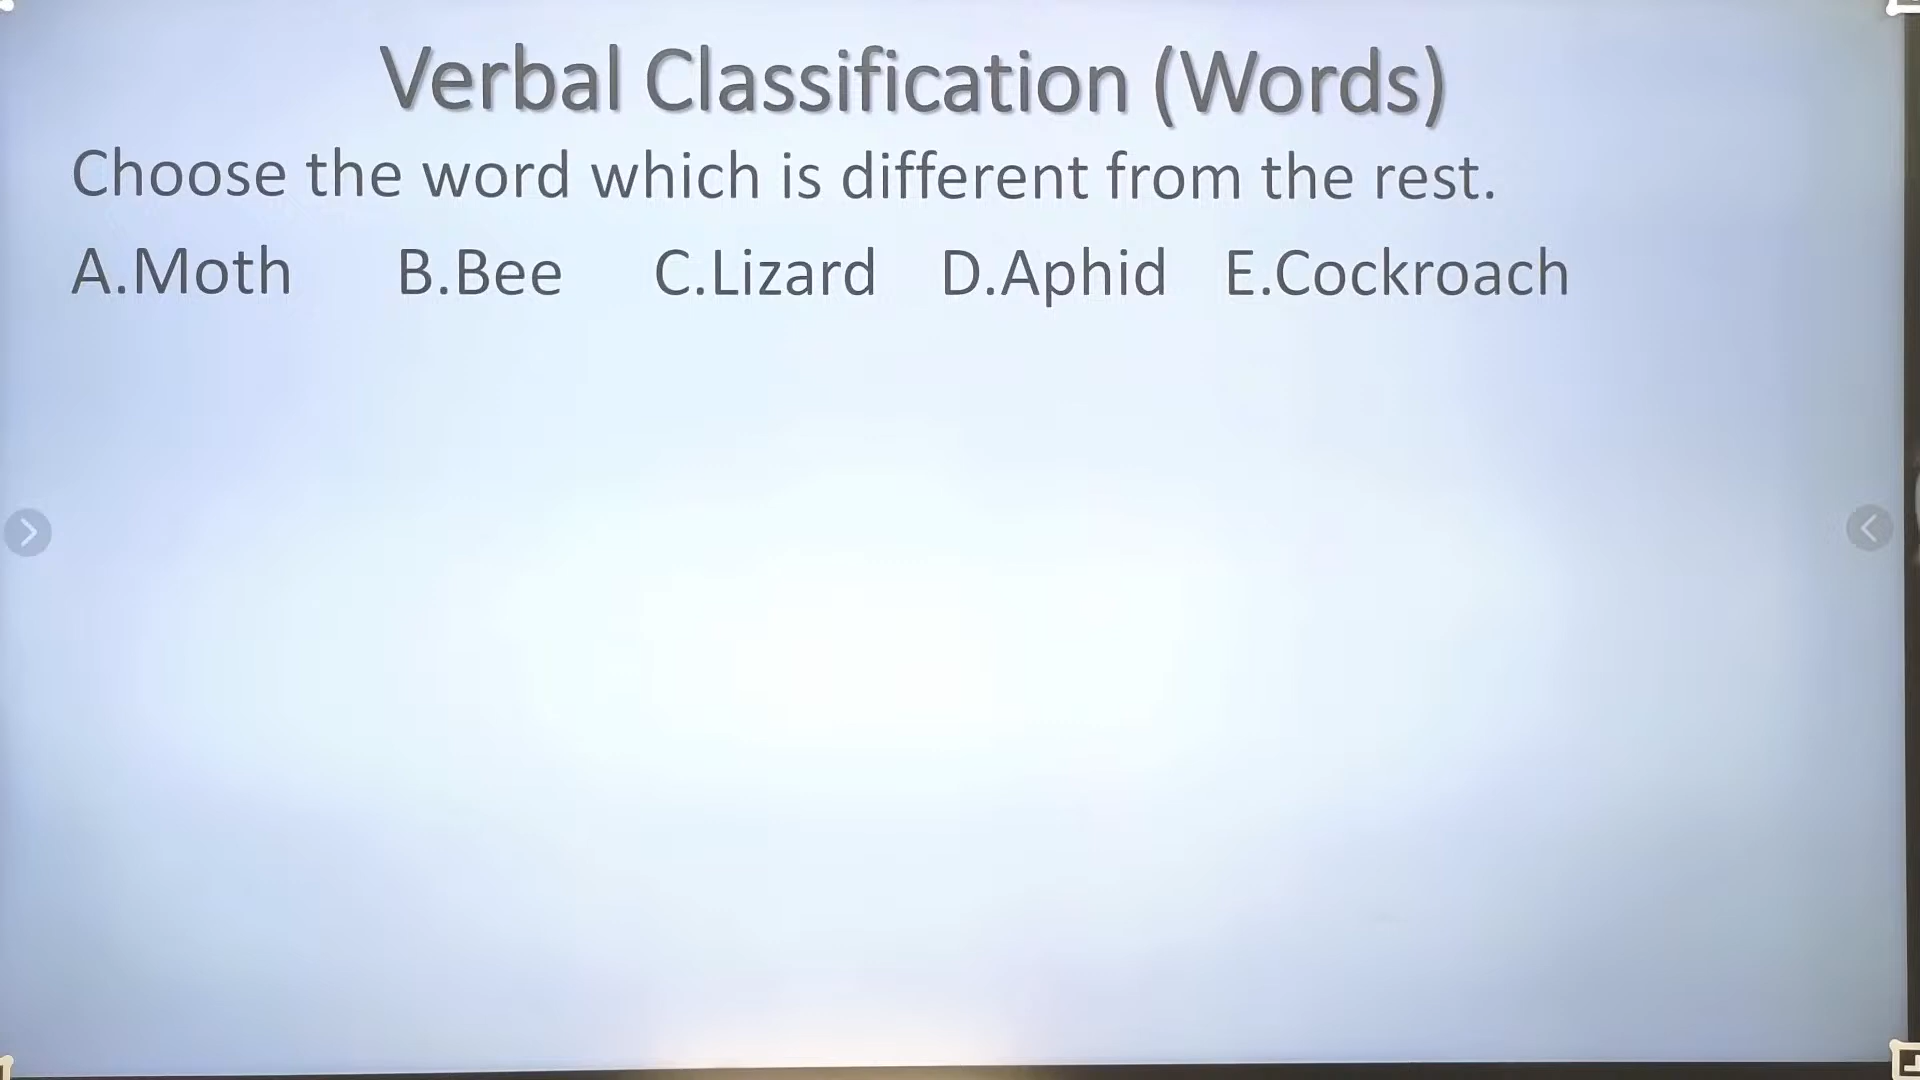 Verbal Classification (Words)
Choose the word which is different from the rest.
A.Moth B.Bee C.Lizard D.Aphid E.Cockroach